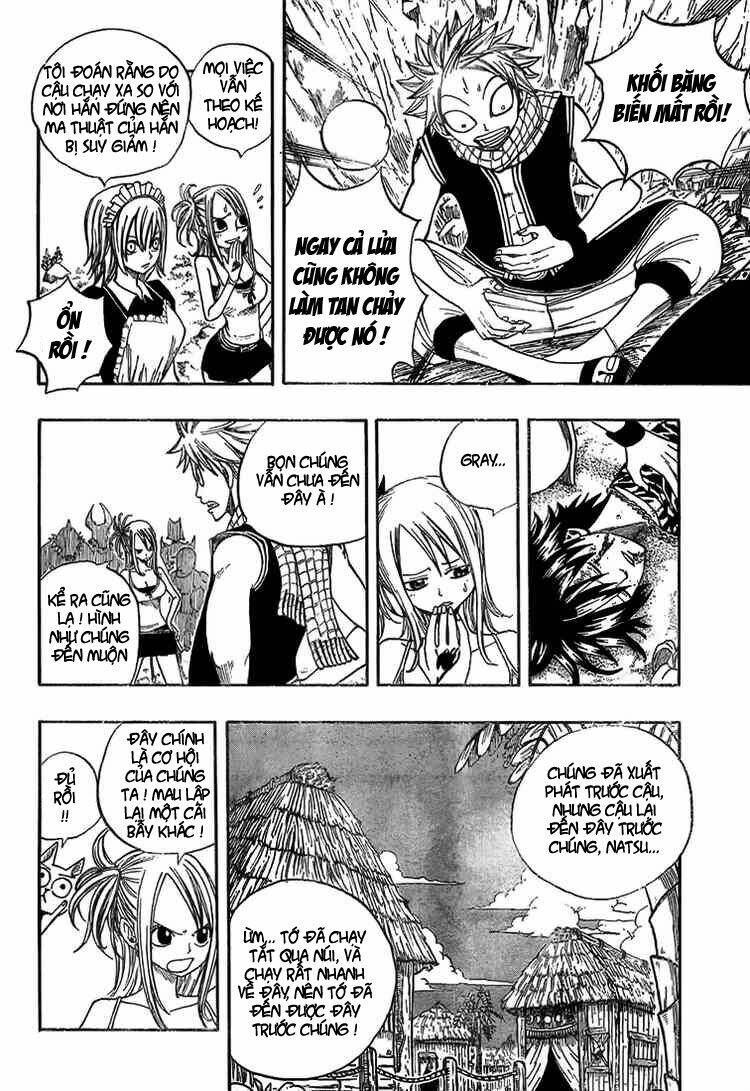 KHỐI BĂNG
BIẾN MẤT RỒI!
NGAY CẢ LỬA
CŨNG KHÔNG
LÀM TAN CHẢY
ĐƯỢC NÓ !
MỌI VIỆC
VẪN
THEO KẾ
HOẠCH!
TÔI ĐOÁN RẰNG DO
CẬU CHẠY XA SO VỚI
NƠI HẮN ĐỨNG NÊN
MA THUẬT CỦA HẮN
BỊ SUY GIẢM !
ỔN
RỒI !
GRAY...
BỌN CHÚNG
VẪN CHƯA ĐẾN
ĐÂY À !
KỂ RA CŨNG
LẠ ! HÌNH
NHƯ CHÚNG
ĐẾN MUỘN
CHÚNG ĐÃ XUẤT
PHÁT TRƯỚC CẬU,
NHƯNG CẬU LẠI
ĐẾN ĐÂY TRƯỚC
CHÚNG, NATSU...
ỪM... TỚ ĐÃ CHẠY
TẮT QUA NÚI, VÀ
CHẠY RẤT NHANH
VỀ ĐÂY, NÊN TỚ ĐÃ
ĐẾN ĐƯỢC ĐÂY
TRƯỚC CHÚNG !
ĐÂY CHÍNH
LÀ CƠ HỘI
CỦA CHÚNG
TA ! MAU LẬP
LẠI MỘT CÁI
BẪY KHÁC !
ĐỦ
RỒI
!!